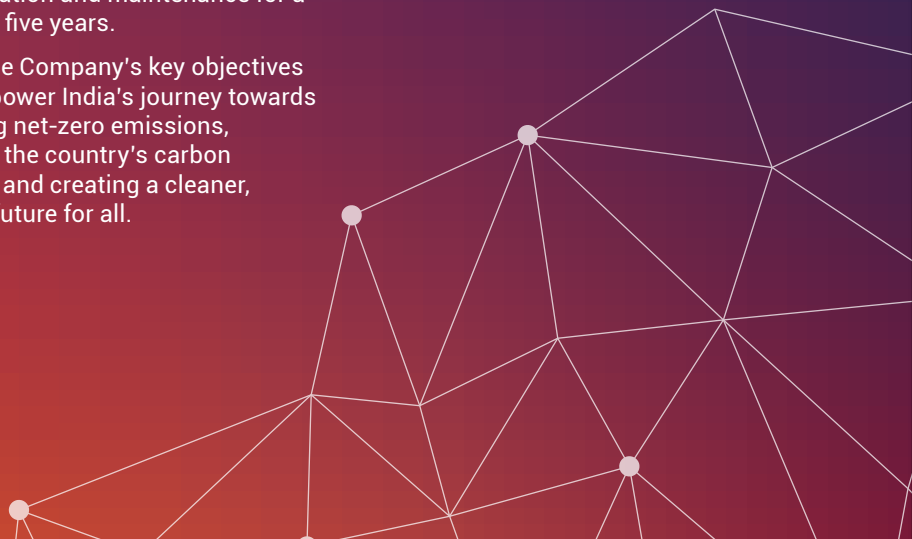 five years.
e Company's key objectives
ower India's journey towards
g net-zero emissions,
the country's carbon
and creating a cleaner,
uture for all.